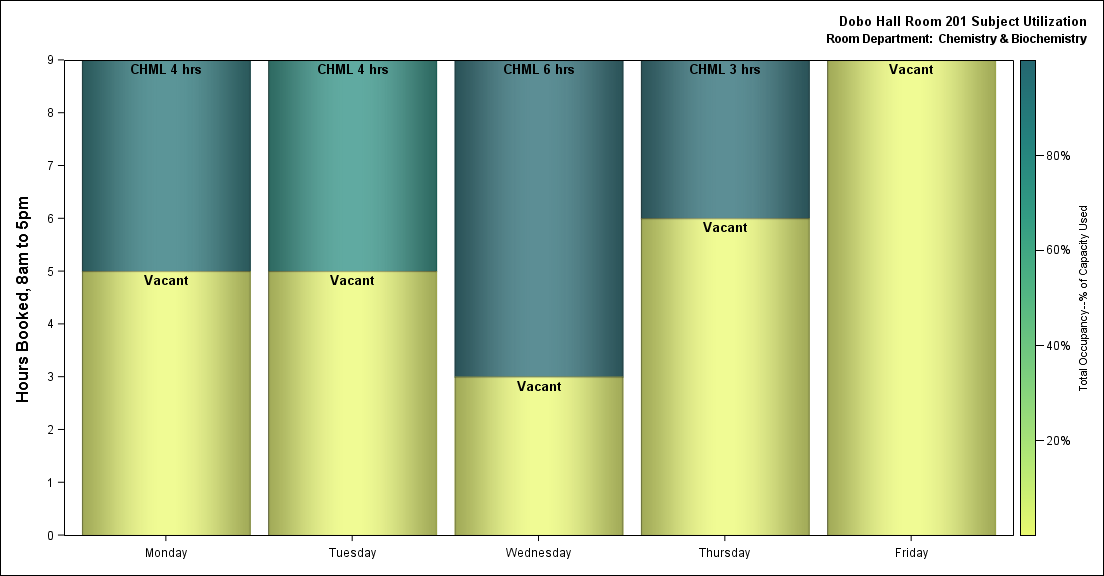 Dobo Hall Room 201 Subject Utilization
Room Department: Chemistry & Biochemistry
Hours Booked, 8am to 5pm
9
8
7
6
5
4
3
2
1
0
CHML 4 hrs
Vacant
CHML 4 hrs
Vacant
CHML 6 hrs
Vacant
CHML 3 hrs
Vacant
Vacant
Monday
Tuesday
Wednesday
Thursday
Friday
80%
60%
40%
20%
Total Occupancy--% of Capacity Used